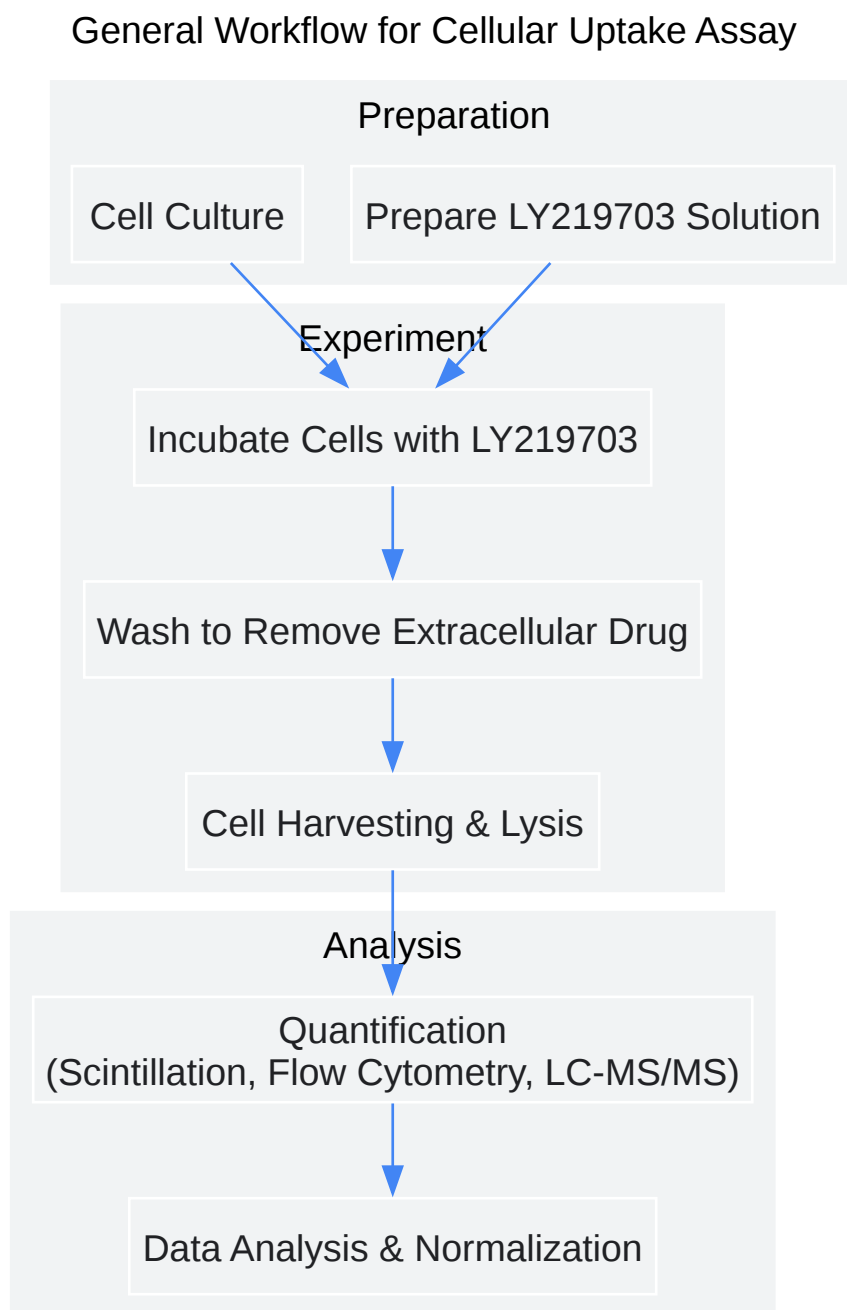 General Workflow for Cellular Uptake Assay
Preparation
Cell Culture
Prepare LY219703 Solution
Experiment
Incubate Cells with LY219703
Wash to Remove Extracellular Drug
Cell Harvesting & Lysis
Analysis
Quantification
(Scintillation, Flow Cytometry, LC-MS/MS)
Data Analysis & Normalization